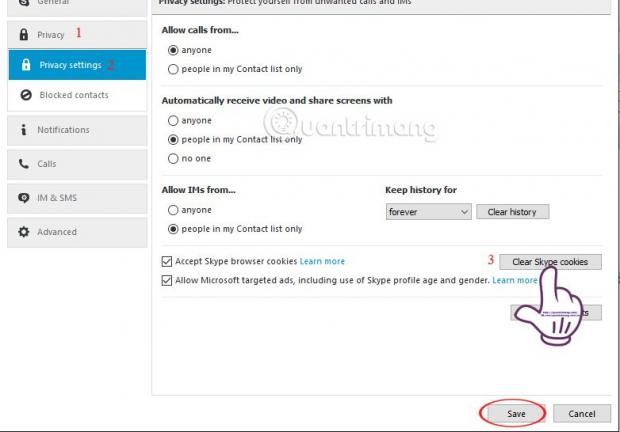 General
Privacy settings: Protect yourself from unwanted calls and IMs
Privacy 1
Allow calls from...
anyone
Privacy settings 2
people in my Contact list only
Blocked contacts
Automatically receive video and share screens with
anyone
Notifications
people in my Contact list only
Quantrimang
no one
Calls
IM & SMS
Allow IMs from...
Keep history for
anyone
forever
Clear history
people in my Contact list only
Advanced
Accept Skype browser cookies Learn more
3 Clear Skype cookies
Allow Microsoft targeted ads, including use of Skype profile age and gender. Learn more
Save
Cancel